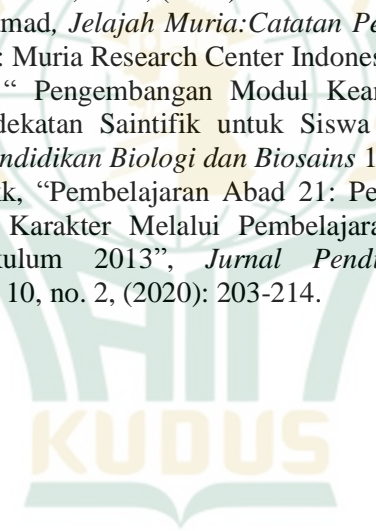 mad, Jelajah Muria:Catatan Pe
: Muria Research Center Indones
“ Pengembangan Modul Kear
dekatan Saintifik untuk Siswa
ndidikan Biologi dan Biosains 1
k, “Pembelajaran Abad 21: Pe
Karakter Melalui Pembelajara
kulum 2013”, Jurnal Pendi
10, no. 2, (2020): 203-214.
KUDUS